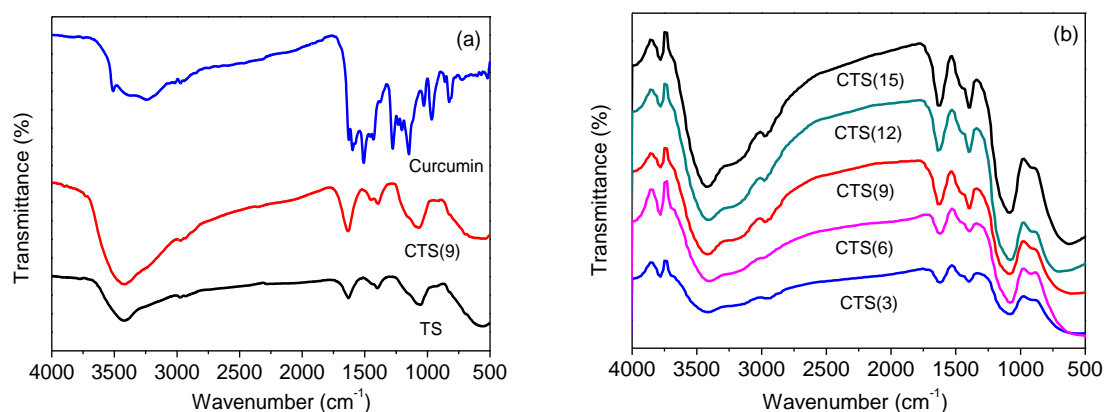 (a)
Transmittance (%)
Curcumin
CTS(9)
TS
4000 3500 3000 2500 2000 1500 1000 500
Wavenumber (cm⁻¹)
(b)
Transmittance (%)
CTS(15)
CTS(12)
CTS(9)
CTS(6)
CTS(3)
4000 3500 3000 2500 2000 1500 1000 500
Wavenumber (cm⁻¹)